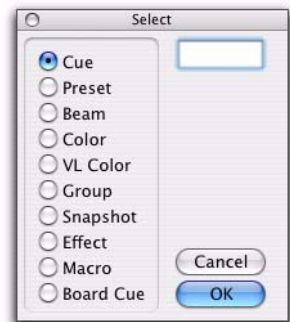 Select
Cue
Preset
Beam
Color
VL Color
Group
Snapshot
Effect
Macro
Board Cue
Cancel
OK